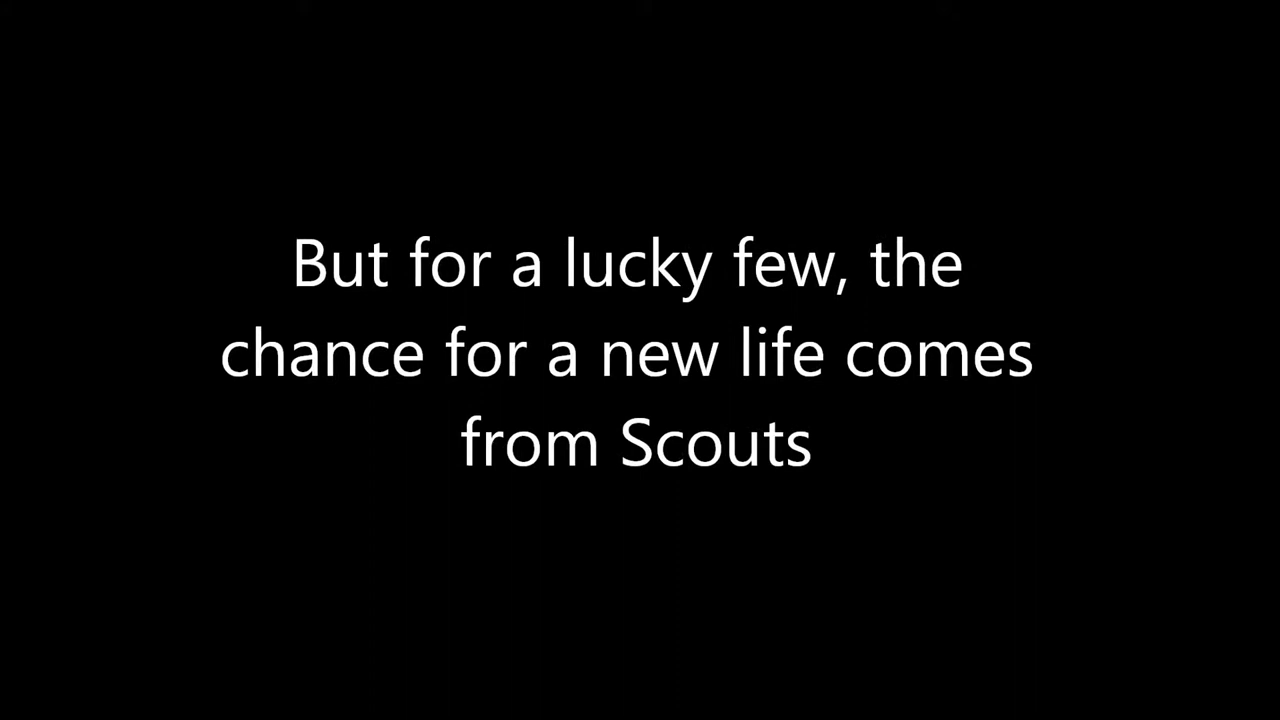 But for a lucky few, the
chance for a new life comes
from Scouts